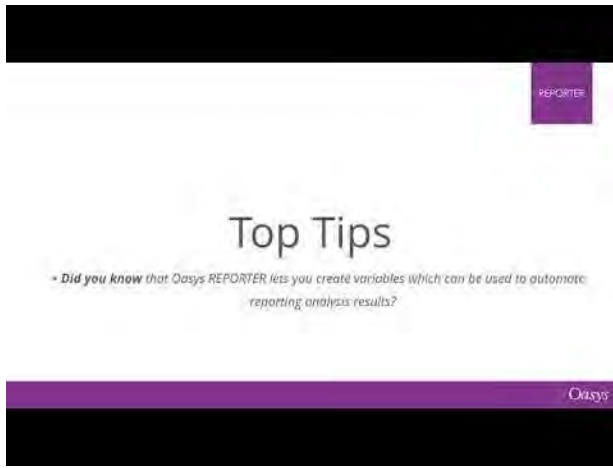 REPORTER
Top Tips
- Did you know that Oasys REPORTER lets you create variables which can be used to automate
reporting analysis results?
Oasys